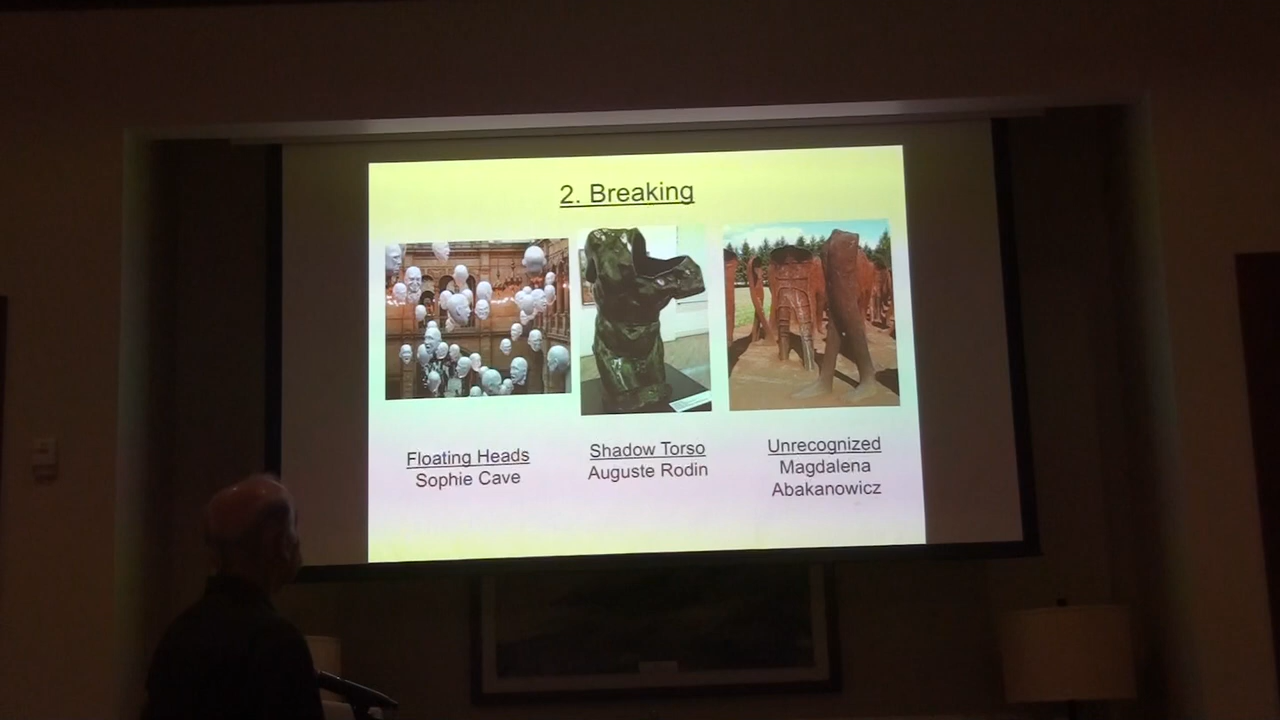 2. Breaking
Floating Heads
Sophie Cave
Shadow Torso
Auguste Rodin
Unrecognized
Magdalena
Abakanowicz